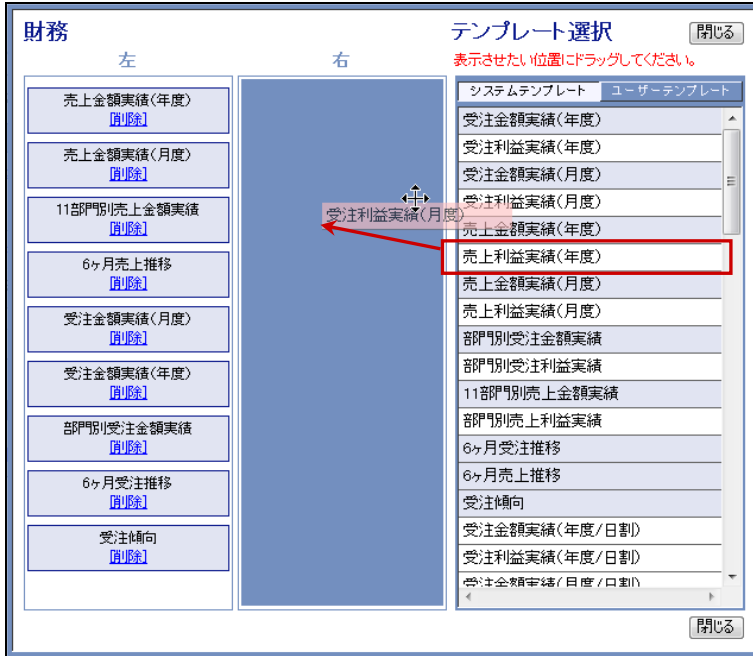 財務
テンプレート選択
閉じる
左
右
表示させたい位置にドラッグしてください。
売上金額実績(年度)
[削除]
売上金額実績(月度)
[削除]
11部門別売上金額実績
[削除]
6ヶ月売上推移
[削除]
受注金額実績(月度)
[削除]
受注金額実績(年度)
[削除]
部門別受注金額実績
[削除]
6ヶ月受注推移
[削除]
受注傾向
[削除]
受注利益実績(月度)
システムテンプレート
ユーザーテンプレート
受注金額実績(年度)
受注利益実績(年度)
受注金額実績(月度)
受注利益実績(月度)
売上金額実績(年度)
売上利益実績(年度)
売上金額実績(月度)
売上利益実績(月度)
部門別受注金額実績
部門別受注利益実績
11部門別売上金額実績
部門別売上利益実績
6ヶ月受注推移
6ヶ月売上推移
受注傾向
受注金額実績(年度/日割)
受注利益実績(年度/日割)
受注金額実績(月度/日割)
閉じる